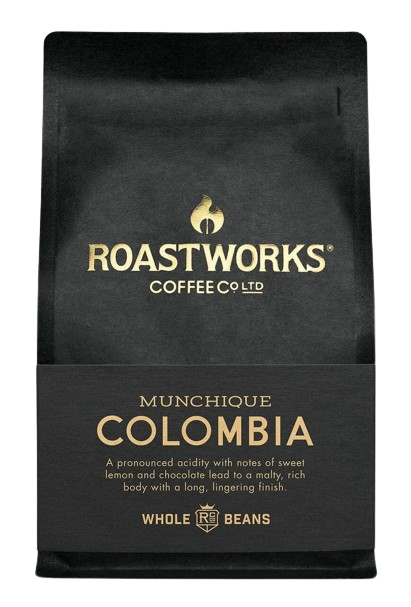 ROASTWORKS®
COFFEE Co LTD
MUNCHIQUE
COLOMBIA
A pronounced acidity with notes of sweet
lemon and chocolate lead to a malty, rich
body with a long, lingering finish.
WHOLE RCW BEANS